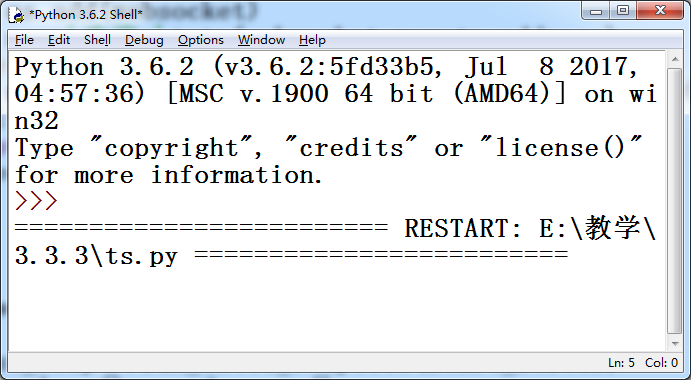 *Python 3.6.2 Shell*
File Edit Shell Debug Options Window Help
Python 3.6.2 (v3.6.2:5fd33b5, Jul  8 2017,
04:57:36) [MSC v.1900 64 bit (AMD64)] on wi
n32
Type "copyright", "credits" or "license()"
for more information.
>>>
========================= RESTART: E:\教学\
3.3.3\ts.py =========================
Ln: 5 Col: 0